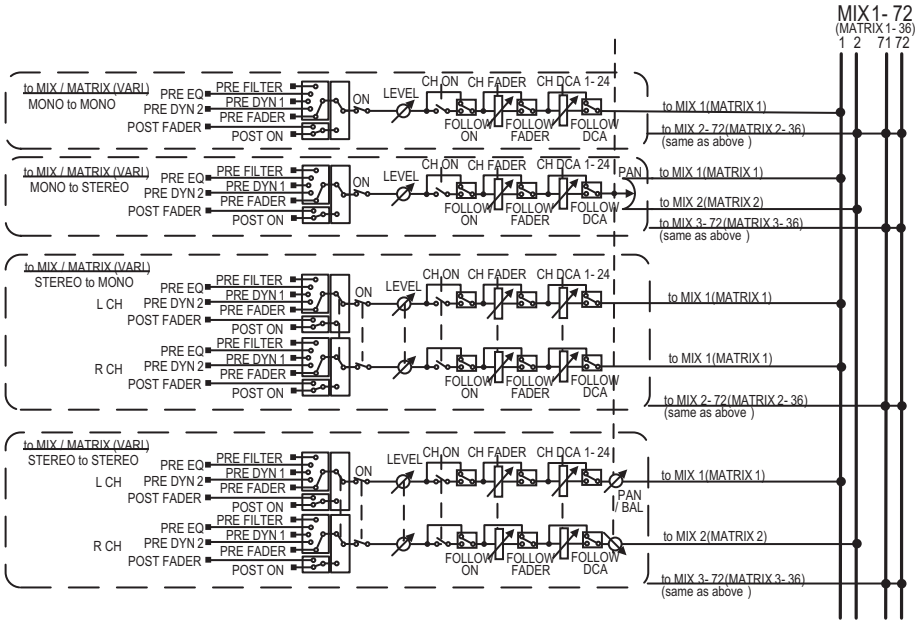 MIX1- 72
(MATRIX 1- 36)
1 2 71 72
to MIX / MATRIX (VARI.)
MONO to MONO
PRE EQ
PRE DYN 2
POST FADER
PRE FILTER
PRE DYN 1
PRE FADER
POST ON
ON
LEVEL
CH ON
CH FADER
CH DCA 1- 24
FOLLOW ON
FOLLOW FADER
FOLLOW DCA
to MIX 1(MATRIX 1)
to MIX 2- 72(MATRIX 2- 36)
(same as above )
to MIX / MATRIX (VARI.)
MONO to STEREO
PRE EQ
PRE DYN 2
POST FADER
PRE FILTER
PRE DYN 1
PRE FADER
POST ON
ON
LEVEL
CH ON
CH FADER
CH DCA 1- 24
FOLLOW ON
FOLLOW FADER
FOLLOW DCA
PAN
to MIX 1(MATRIX 1)
to MIX 2(MATRIX 2)
to MIX 3- 72(MATRIX 3- 36)
(same as above )
to MIX / MATRIX (VARI.)
STEREO to MONO
L CH
PRE EQ
PRE DYN 2
POST FADER
PRE FILTER
PRE DYN 1
PRE FADER
POST ON
ON
LEVEL
CH ON
CH FADER
CH DCA 1- 24
to MIX 1(MATRIX 1)
R CH
PRE EQ
PRE DYN 2
POST FADER
PRE FILTER
PRE DYN 1
PRE FADER
POST ON
FOLLOW ON
FOLLOW FADER
FOLLOW DCA
to MIX 1(MATRIX 1)
to MIX 2- 72(MATRIX 2- 36)
(same as above )
to MIX / MATRIX (VARI.)
STEREO to STEREO
L CH
PRE EQ
PRE DYN 2
POST FADER
PRE FILTER
PRE DYN 1
PRE FADER
POST ON
ON
LEVEL
CH ON
CH FADER
CH DCA 1- 24
PAN
/ BAL
to MIX 1(MATRIX 1)
R CH
PRE EQ
PRE DYN 2
POST FADER
PRE FILTER
PRE DYN 1
PRE FADER
POST ON
FOLLOW ON
FOLLOW FADER
FOLLOW DCA
to MIX 2(MATRIX 2)
to MIX 3- 72(MATRIX 3- 36)
(same as above )